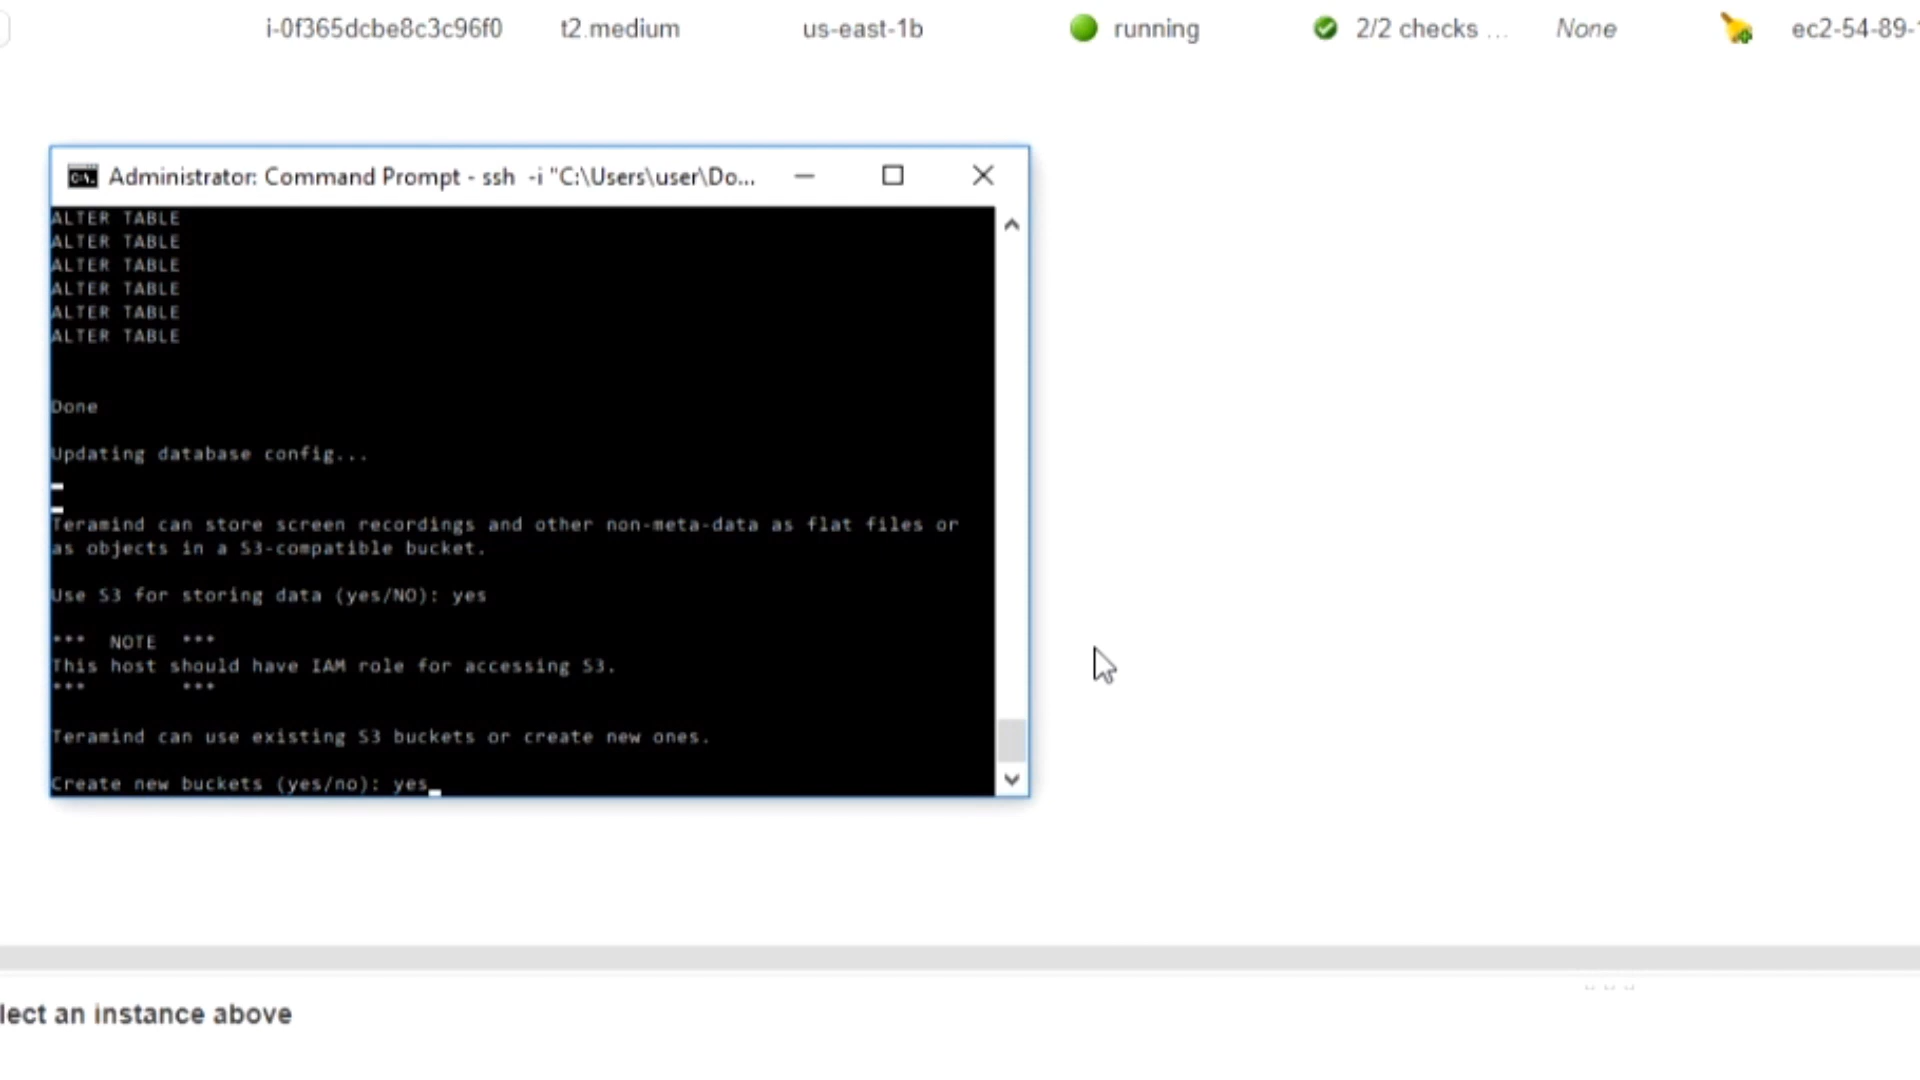 i-0f365dcbe8c3c96f0 t2.medium us-east-1b running 2/2 checks ... None ec2-54-89-
Administrator: Command Prompt - ssh -i "C:\Users\user\Do...
ALTER TABLE
ALTER TABLE
ALTER TABLE
ALTER TABLE
ALTER TABLE
ALTER TABLE
Done
Updating database config...
Teramind can store screen recordings and other non-meta-data as flat files or
as objects in a S3-compatible bucket.
Use S3 for storing data (yes/NO): yes
*** NOTE ***
This host should have IAM role for accessing S3.
*** ***
Teramind can use existing S3 buckets or create new ones.
Create new buckets (yes/no): yes
lect an instance above